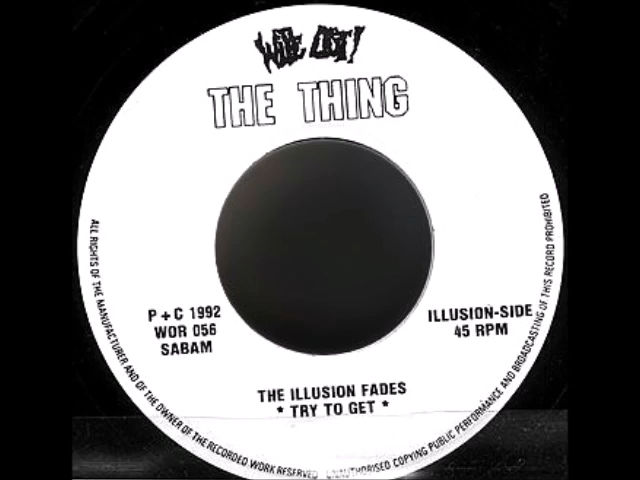 WIPE OUT!
THE THING
P + C 1992
WOR 056
SABAM
ILLUSION-SIDE
45 RPM
THE ILLUSION FADES
* TRY TO GET *
ALL RIGHTS OF THE MANUFACTURER AND OF THE OWNER OF THE RECORDED WORK RESERVED UNAUTHORISED COPYING PUBLIC PERFORMANCE AND BROADCASTING OF THIS RECORD PROHIBITED